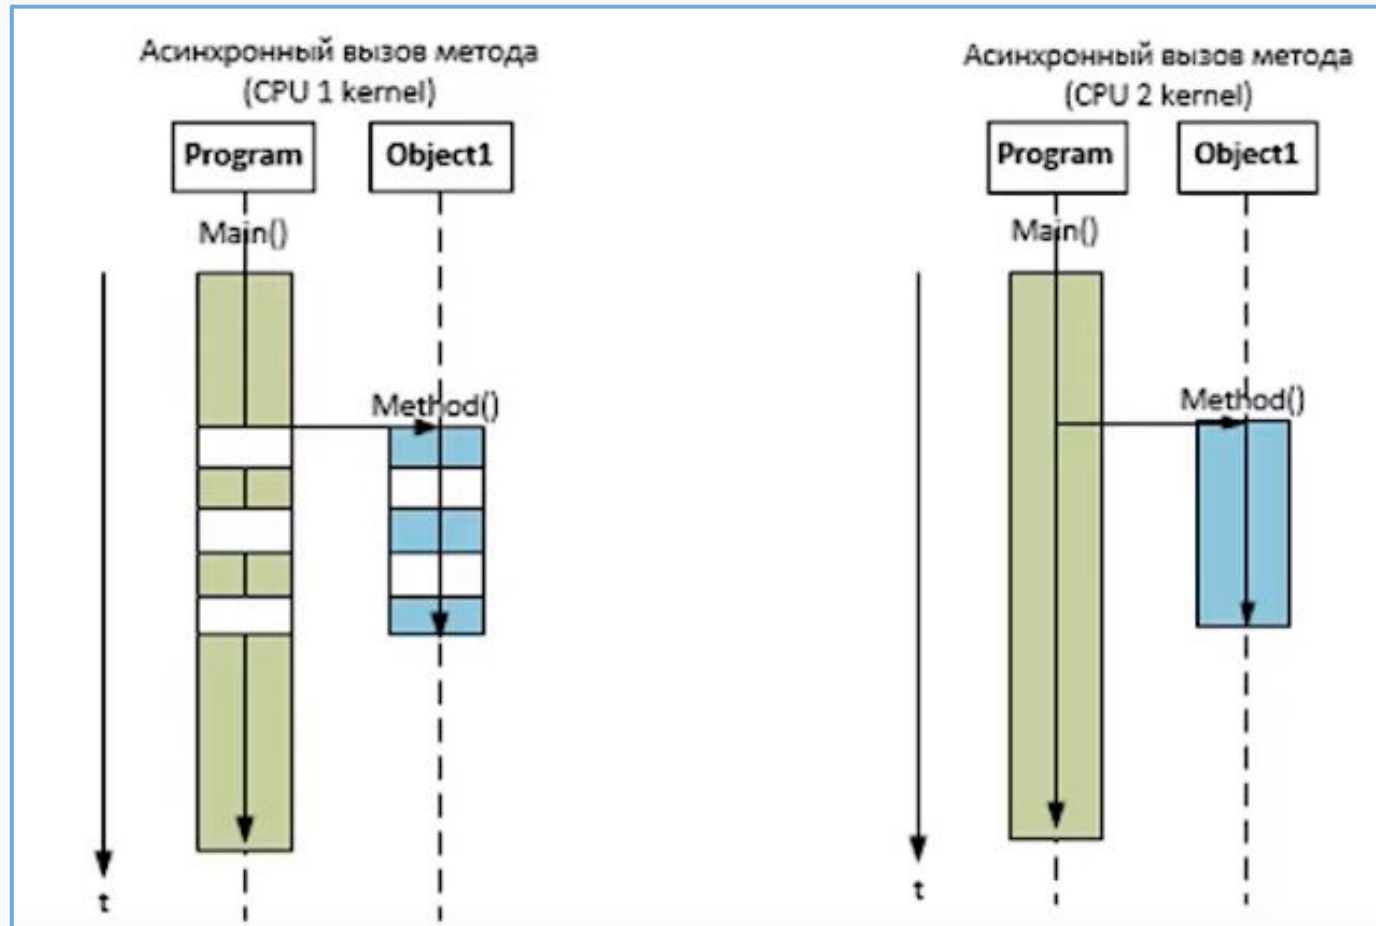 Асинхронный вызов метода
(CPU 1 kernel)
Program
Object1
Main()
Method()
t
Асинхронный вызов метода
(CPU 2 kernel)
Program
Object1
Main()
Method()
t